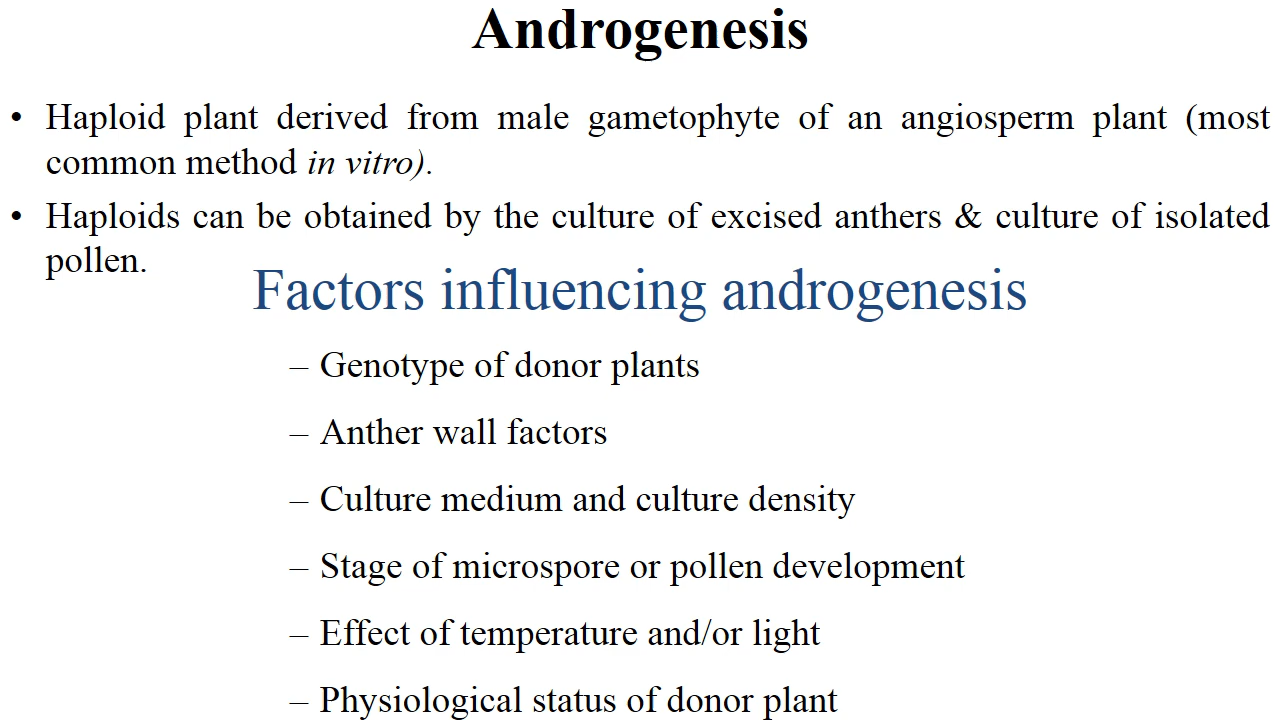 Androgenesis
• Haploid plant derived from male gametophyte of an angiosperm plant (most
common method in vitro).
• Haploids can be obtained by the culture of excised anthers & culture of isolated
pollen.
Factors influencing androgenesis
– Genotype of donor plants
– Anther wall factors
– Culture medium and culture density
– Stage of microspore or pollen development
– Effect of temperature and/or light
– Physiological status of donor plant